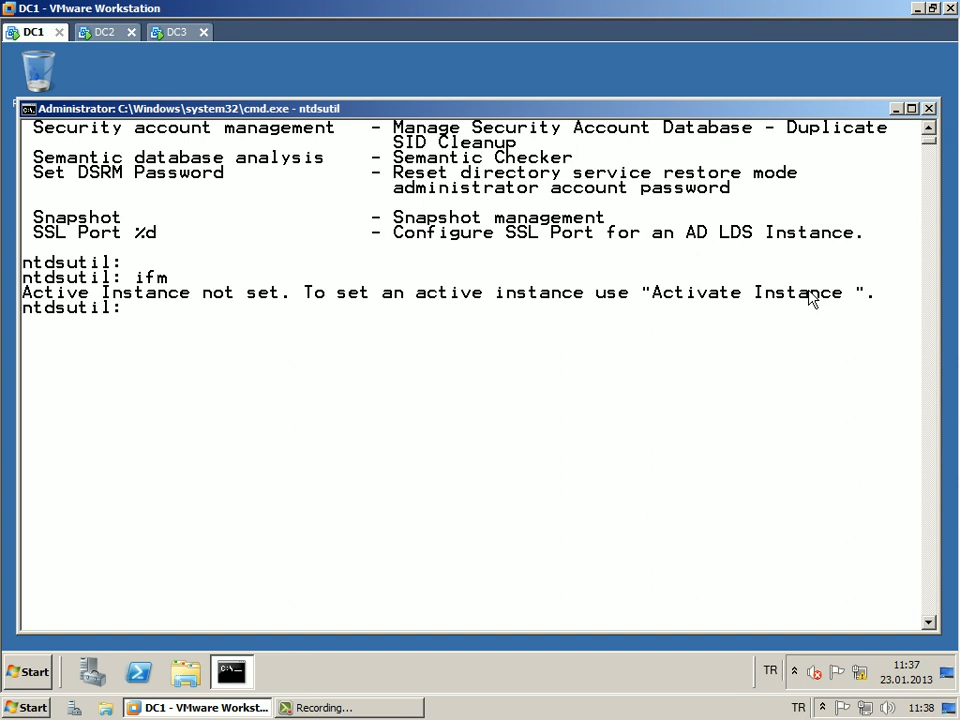 DC1 - VMware Workstation
DC1 DC2 DC3
Administrator: C:\Windows\system32\cmd.exe - ntdsutil
Security account management - Manage Security Account Database - Duplicate
SID Cleanup
Semantic database analysis - Semantic Checker
Set DSRM Password - Reset directory service restore mode
administrator account password
Snapshot - Snapshot management
SSL Port %d - Configure SSL Port for an AD LDS Instance.
ntdsutil:
ntdsutil: ifm
Active Instance not set. To set an active instance use "Activate Instance ".
ntdsutil:
Start TR 11:37
23.01.2013
Start DC1 - VMware Workst... Recording... TR 11:38